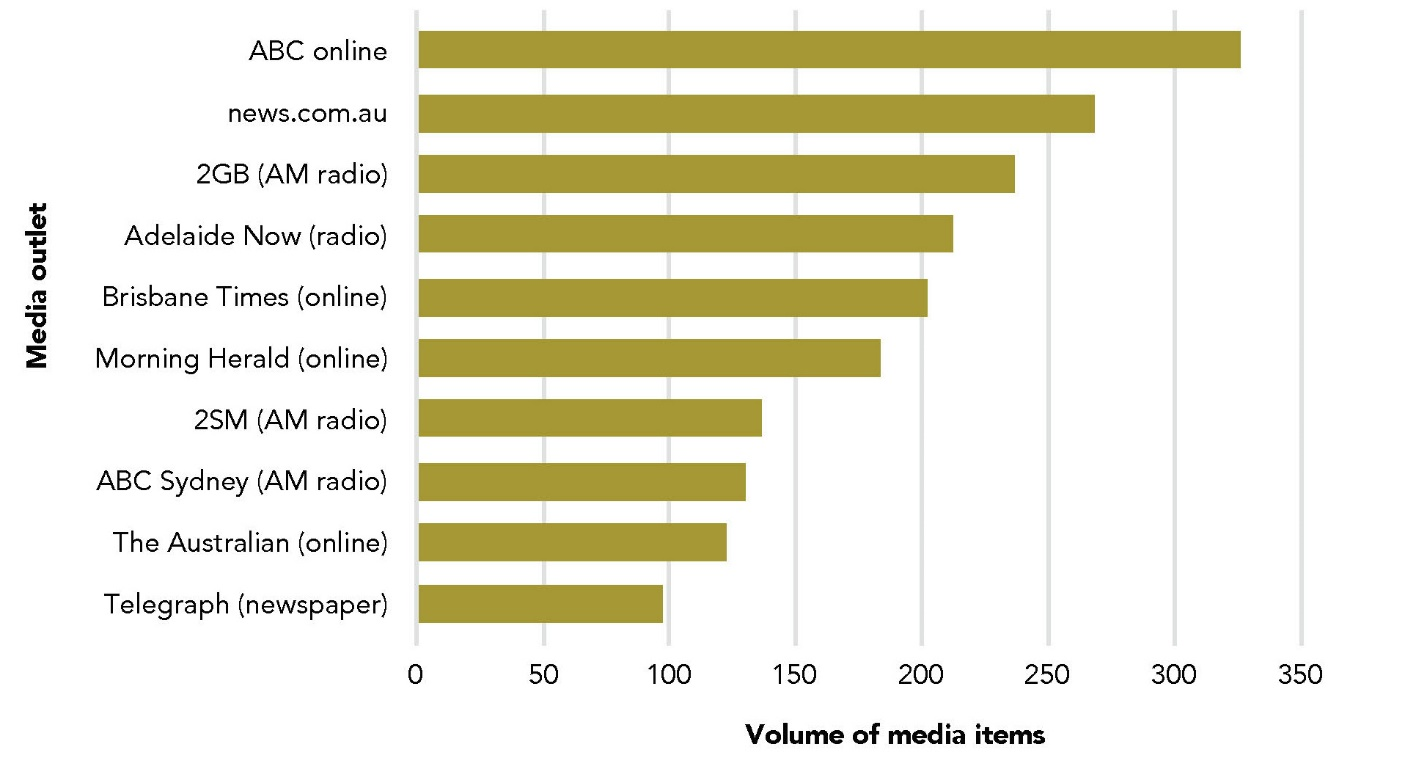 Media outlet
ABC online
news.com.au
2GB (AM radio)
Adelaide Now (radio)
Brisbane Times (online)
Morning Herald (online)
2SM (AM radio)
ABC Sydney (AM radio)
The Australian (online)
Telegraph (newspaper)
0 50 100 150 200 250 300 350
Volume of media items